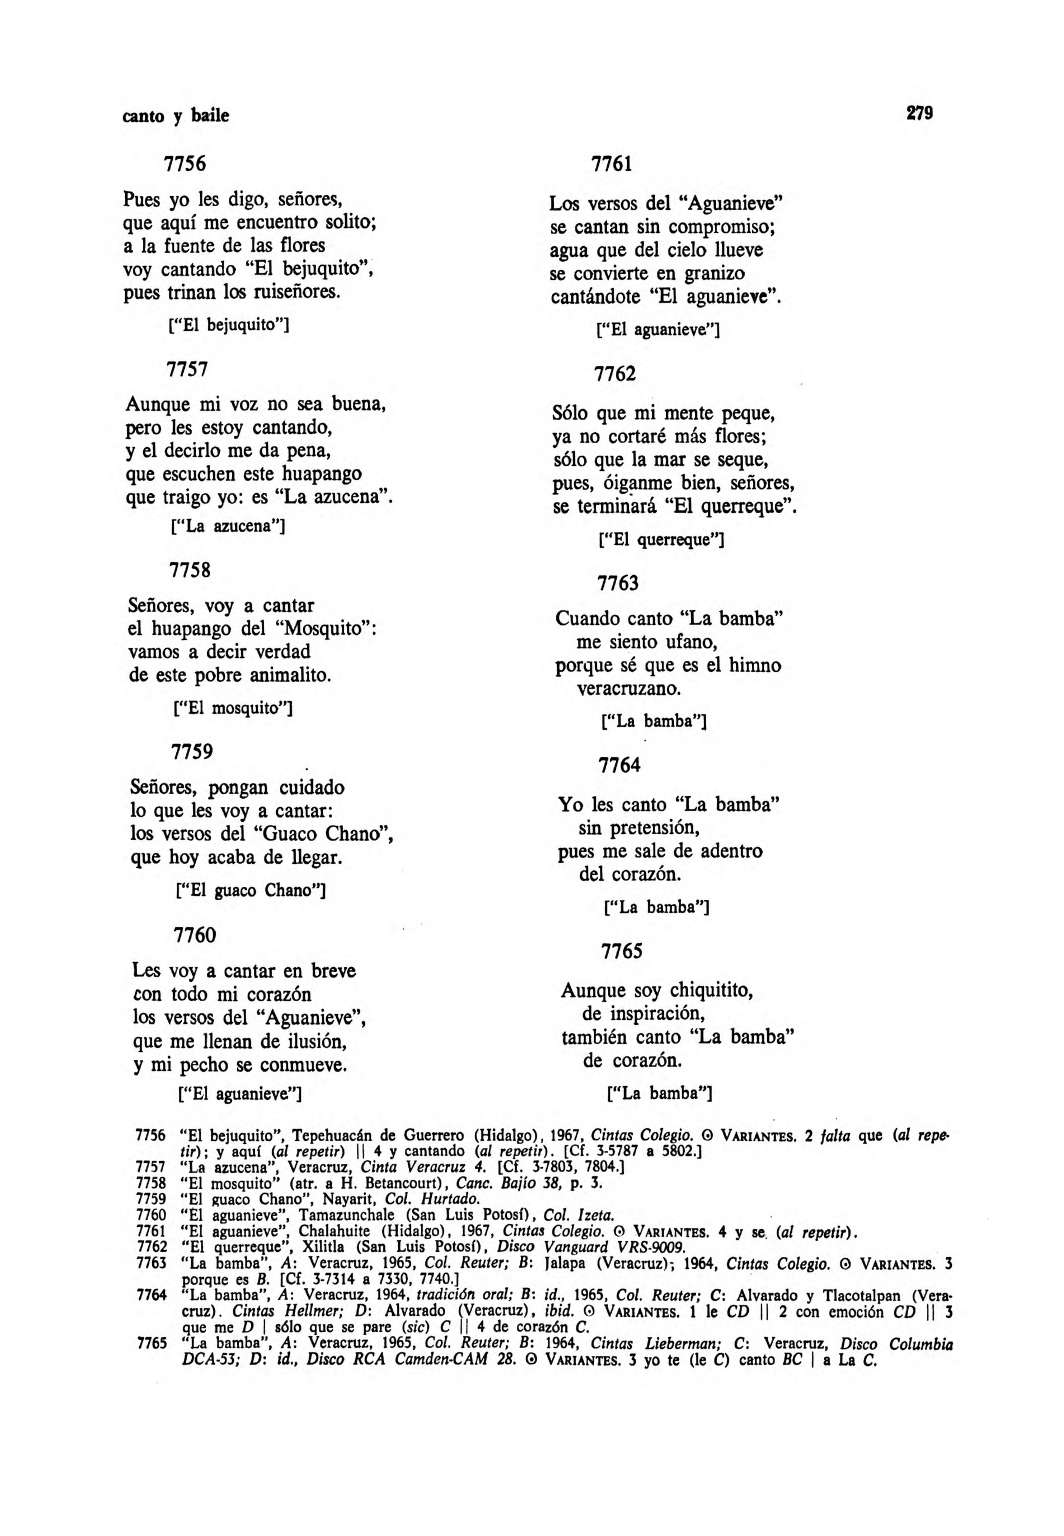 canto y baile 279
7756
Pues yo les digo, señores,
que aquí me encuentro solito;
a la fuente de las flores
voy cantando “El bejuquito”,
pues trinan los ruiseñores.
[“El bejuquito”]
7757
Aunque mi voz no sea buena,
pero les estoy cantando,
y el decirlo me da pena,
que escuchen este huapango
que traigo yo: es “La azucena”.
[“La azucena”]
7758
Señores, voy a cantar
el huapango del “Mosquito”:
vamos a decir verdad
de este pobre animalito.
[“El mosquito”]
7759
Señores, pongan cuidado
lo que les voy a cantar:
los versos del “Guaco Chano”,
que hoy acaba de llegar.
[“El guaco Chano”]
7760
Les voy a cantar en breve
con todo mi corazón
los versos del “Aguanieve”,
que me llenan de ilusión,
y mi pecho se conmueve.
[“El aguanieve”]
7761
Los versos del “Aguanieve”
se cantan sin compromiso;
agua que del cielo llueve
se convierte en granizo
cantándote “El aguanieve”.
[“El aguanieve”]
7762
Sólo que mi mente peque,
ya no cortaré más flores;
sólo que la mar se seque,
pues, óiganme bien, señores,
se terminará “El querreque”.
[“El querreque”]
7763
Cuando canto “La bamba”
me siento ufano,
porque sé que es el himno
veracruzano.
[“La bamba”]
7764
Yo les canto “La bamba”
sin pretensión,
pues me sale de adentro
del corazón.
[“La bamba”]
7765
Aunque soy chiquitito,
de inspiración,
también canto “La bamba”
de corazón.
[“La bamba”]
7756 “El bejuquito”, Tepehuacán de Guerrero (Hidalgo), 1967, Cintas Colegio. ⊙ VARIANTES. 2 falta que (al repe-
tir); y aquí (al repetir) || 4 y cantando (al repetir). [Cf. 3-5787 a 5802.]
7757 “La azucena”, Veracruz, Cinta Veracruz 4. [Cf. 3-7803, 7804.]
7758 “El mosquito” (atr. a H. Betancourt), Canc. Bajío 38, p. 3.
7759 “El guaco Chano”, Nayarit, Col. Hurtado.
7760 “El aguanieve”, Tamazunchale (San Luis Potosí), Col. Izeta.
7761 “El aguanieve”, Chalahuite (Hidalgo), 1967, Cintas Colegio. ⊙ VARIANTES. 4 y se (al repetir).
7762 “El querreque”, Xilitla (San Luis Potosí), Disco Vanguard VRS-9009.
7763 “La bamba”, A: Veracruz, 1965, Col. Reuter; B: Jalapa (Veracruz), 1964, Cintas Colegio. ⊙ VARIANTES. 3
porque es B. [Cf. 3-7314 a 7330, 7740.]
7764 “La bamba”, A: Veracruz, 1964, tradición oral; B: id., 1965, Col. Reuter; C: Alvarado y Tlacotalpan (Vera-
cruz). Cintas Hellmer; D: Alvarado (Veracruz), ibid. ⊙ VARIANTES. 1 le CD || 2 con emoción CD || 3
que me D | sólo que se pare (sic) C || 4 de corazón C.
7765 “La bamba”, A: Veracruz, 1965, Col. Reuter; B: 1964, Cintas Lieberman; C: Veracruz, Disco Columbia
DCA-53; D: id., Disco RCA Camden-CAM 28. ⊙ VARIANTES. 3 yo te (le C) canto BC | a La C.